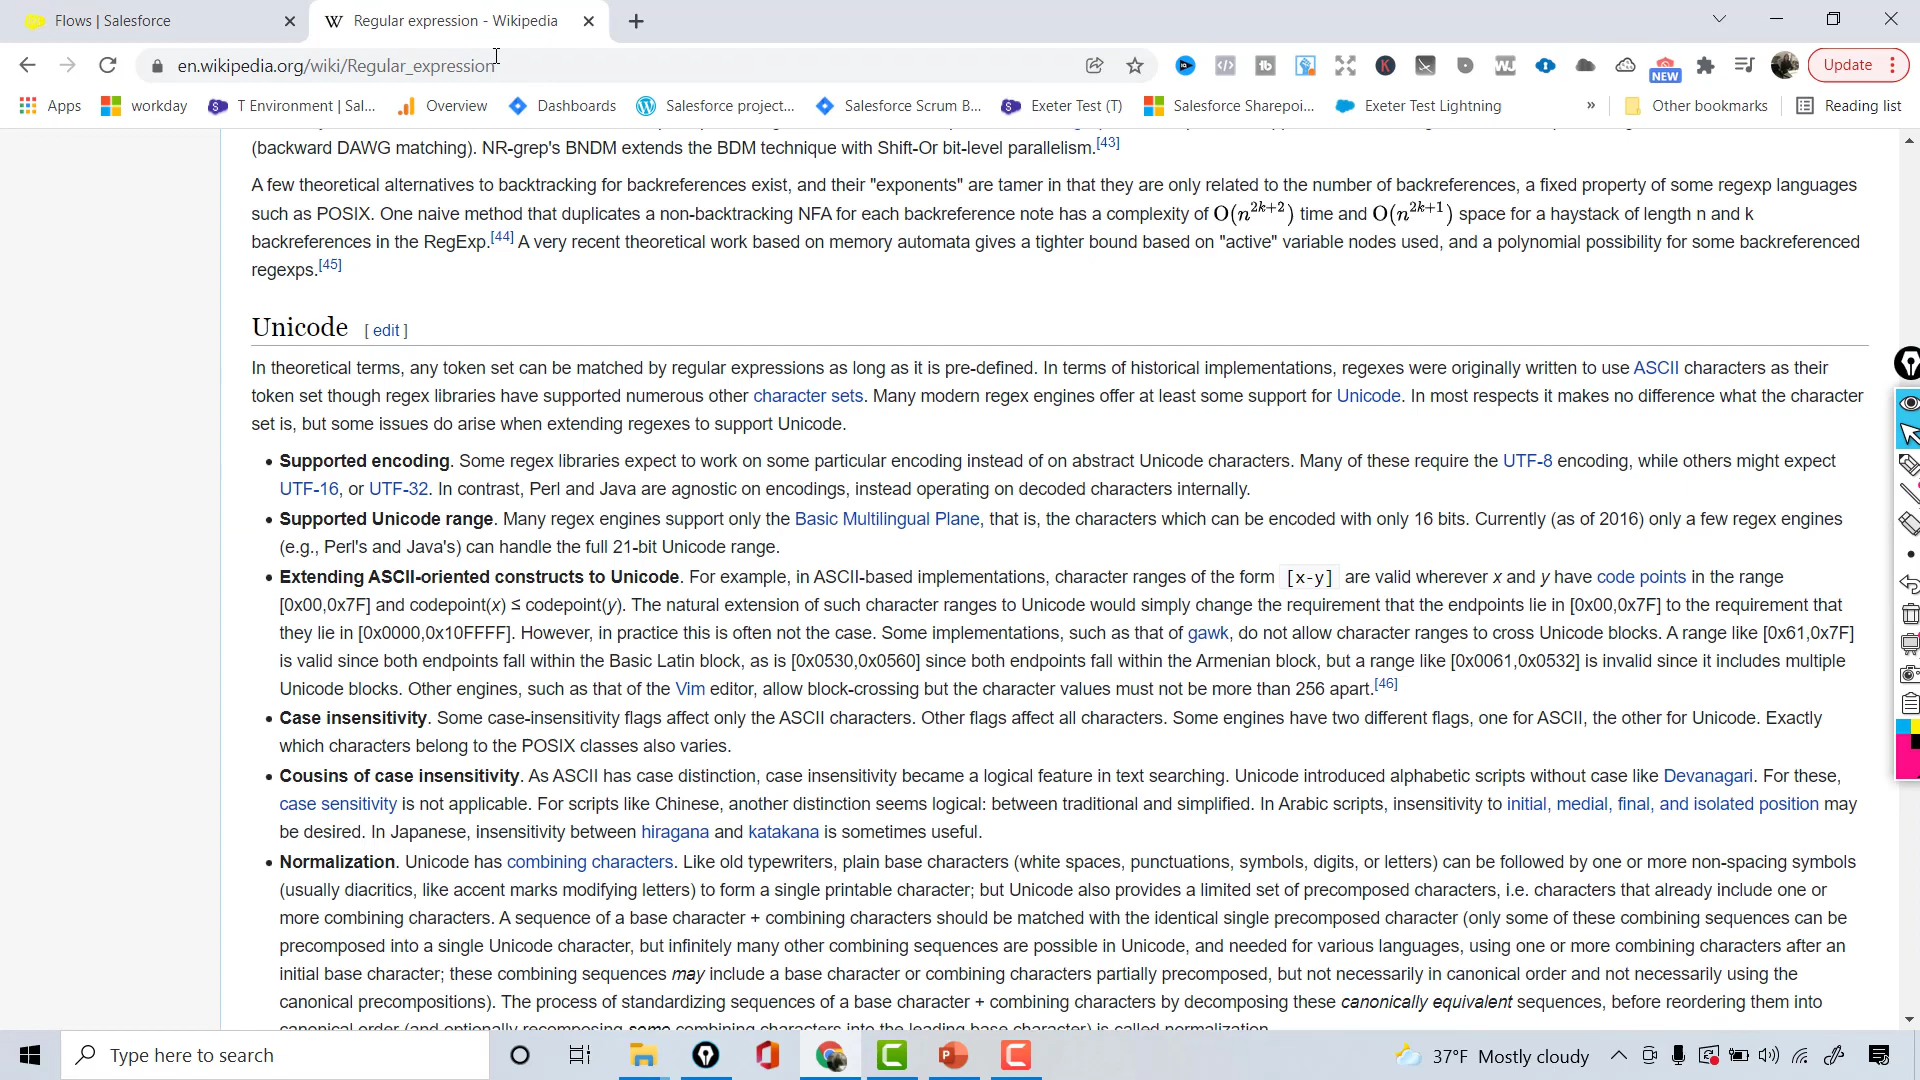 Flows | Salesforce
Regular expression - Wikipedia
en.wikipedia.org/wiki/Regular_expression
NEW
Update
Apps
workday
T Environment | Sal...
Overview
Dashboards
Salesforce project...
Salesforce Scrum B...
Exeter Test (T)
Salesforce Sharepoi...
Exeter Test Lightning
»
Other bookmarks
Reading list
(backward DAWG matching). NR-grep's BNDM extends the BDM technique with Shift-Or bit-level parallelism.[43]
A few theoretical alternatives to backtracking for backreferences exist, and their "exponents" are tamer in that they are only related to the number of backreferences, a fixed property of some regexp languages
such as POSIX. One naive method that duplicates a non-backtracking NFA for each backreference note has a complexity of O(n^{2k+2}) time and O(n^{2k+1}) space for a haystack of length n and k
backreferences in the RegExp.[44] A very recent theoretical work based on memory automata gives a tighter bound based on "active" variable nodes used, and a polynomial possibility for some backreferenced
regexps.[45]
Unicode [ edit ]
In theoretical terms, any token set can be matched by regular expressions as long as it is pre-defined. In terms of historical implementations, regexes were originally written to use ASCII characters as their
token set though regex libraries have supported numerous other character sets. Many modern regex engines offer at least some support for Unicode. In most respects it makes no difference what the character
set is, but some issues do arise when extending regexes to support Unicode.
• Supported encoding. Some regex libraries expect to work on some particular encoding instead of on abstract Unicode characters. Many of these require the UTF-8 encoding, while others might expect
UTF-16, or UTF-32. In contrast, Perl and Java are agnostic on encodings, instead operating on decoded characters internally.
• Supported Unicode range. Many regex engines support only the Basic Multilingual Plane, that is, the characters which can be encoded with only 16 bits. Currently (as of 2016) only a few regex engines
(e.g., Perl's and Java's) can handle the full 21-bit Unicode range.
• Extending ASCII-oriented constructs to Unicode. For example, in ASCII-based implementations, character ranges of the form [x-y] are valid wherever x and y have code points in the range
[0x00,0x7F] and codepoint(x) ≤ codepoint(y). The natural extension of such character ranges to Unicode would simply change the requirement that the endpoints lie in [0x00,0x7F] to the requirement that
they lie in [0x0000,0x10FFFF]. However, in practice this is often not the case. Some implementations, such as that of gawk, do not allow character ranges to cross Unicode blocks. A range like [0x61,0x7F]
is valid since both endpoints fall within the Basic Latin block, as is [0x0530,0x0560] since both endpoints fall within the Armenian block, but a range like [0x0061,0x0532] is invalid since it includes multiple
Unicode blocks. Other engines, such as that of the Vim editor, allow block-crossing but the character values must not be more than 256 apart.[46]
• Case insensitivity. Some case-insensitivity flags affect only the ASCII characters. Other flags affect all characters. Some engines have two different flags, one for ASCII, the other for Unicode. Exactly
which characters belong to the POSIX classes also varies.
• Cousins of case insensitivity. As ASCII has case distinction, case insensitivity became a logical feature in text searching. Unicode introduced alphabetic scripts without case like Devanagari. For these,
case sensitivity is not applicable. For scripts like Chinese, another distinction seems logical: between traditional and simplified. In Arabic scripts, insensitivity to initial, medial, final, and isolated position may
be desired. In Japanese, insensitivity between hiragana and katakana is sometimes useful.
• Normalization. Unicode has combining characters. Like old typewriters, plain base characters (white spaces, punctuations, symbols, digits, or letters) can be followed by one or more non-spacing symbols
(usually diacritics, like accent marks modifying letters) to form a single printable character; but Unicode also provides a limited set of precomposed characters, i.e. characters that already include one or
more combining characters. A sequence of a base character + combining characters should be matched with the identical single precomposed character (only some of these combining sequences can be
precomposed into a single Unicode character, but infinitely many other combining sequences are possible in Unicode, and needed for various languages, using one or more combining characters after an
initial base character; these combining sequences may include a base character or combining characters partially precomposed, but not necessarily in canonical order and not necessarily using the
canonical precompositions). The process of standardizing sequences of a base character + combining characters by decomposing these canonically equivalent sequences, before reordering them into
canonical order (and optionally recomposing some combining characters into the leading base character) is called normalization.
Type here to search
37°F Mostly cloudy